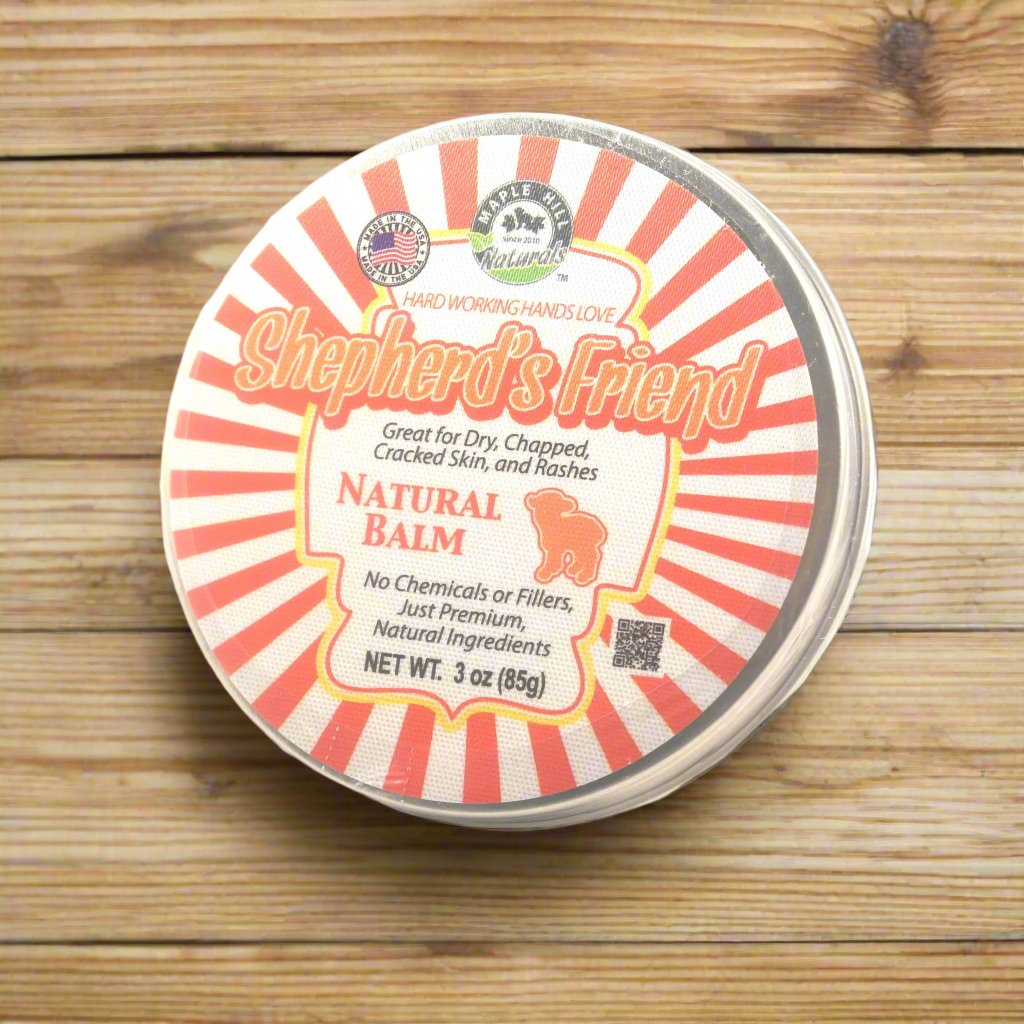 MADE IN THE USA
MADE IN THE USA
MAPLE HILL
Since 2010
Naturals
TM
HARD WORKING HANDS LOVE
Shepherd's Friend
Great for Dry, Chapped,
Cracked Skin, and Rashes
NATURAL
BALM
No Chemicals or Fillers,
Just Premium,
Natural Ingredients
NET WT. 3 oz (85g)